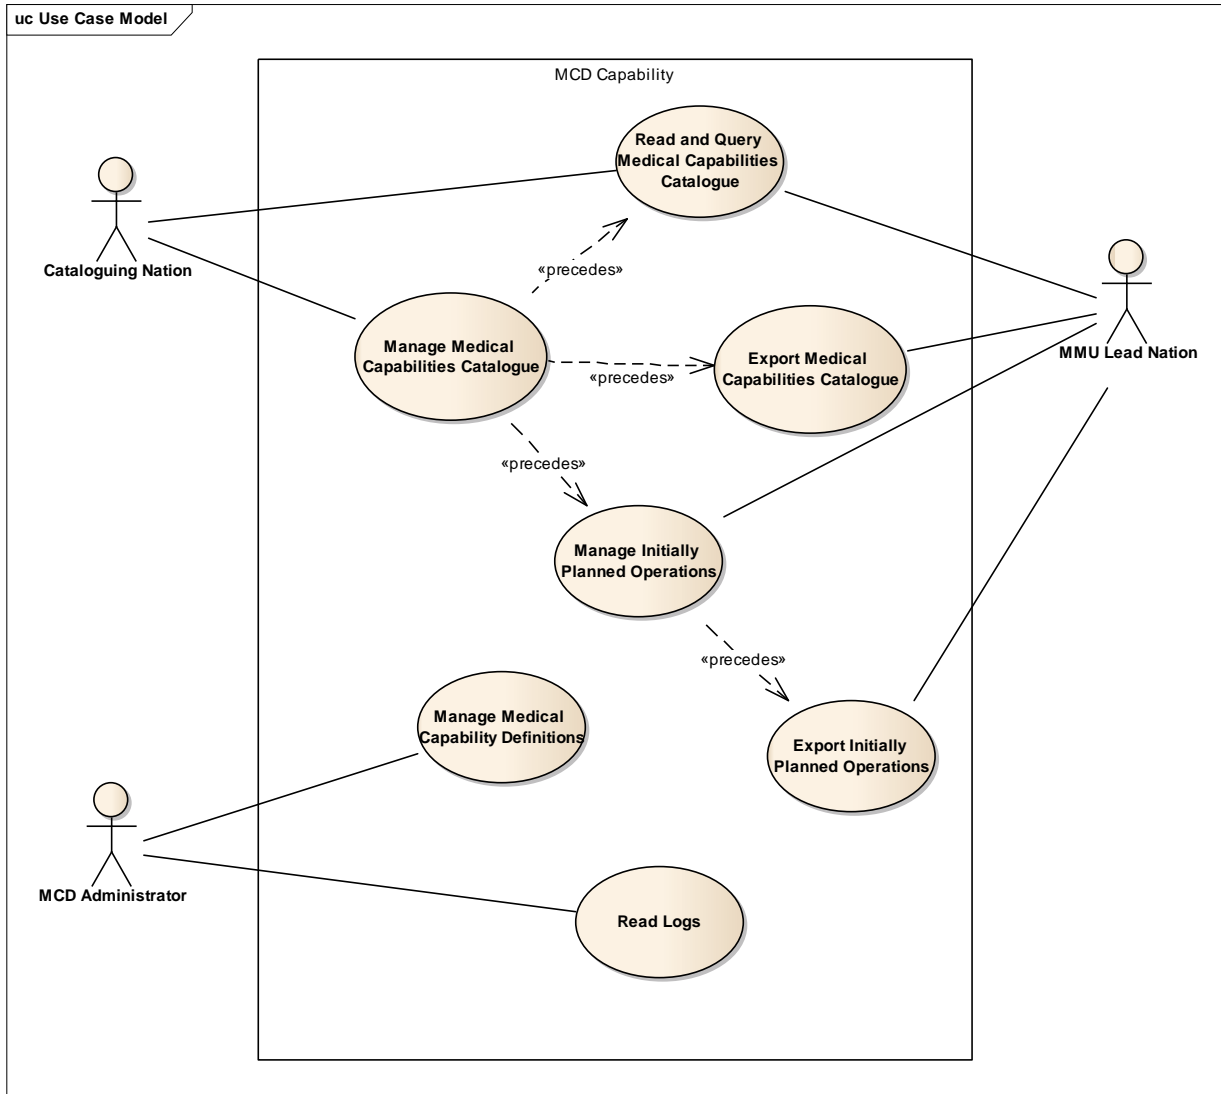 uc Use Case Model
MCD Capability
Read and Query
Medical Capabilities
Catalogue
Cataloguing Nation
«precedes»
MMU Lead Nation
Manage Medical
Capabilities Catalogue
Export Medical
Capabilities Catalogue
«precedes»
«precedes»
Manage Initially
Planned Operations
«precedes»
Manage Medical
Capability Definitions
Export Initially
Planned Operations
MCD Administrator
Read Logs